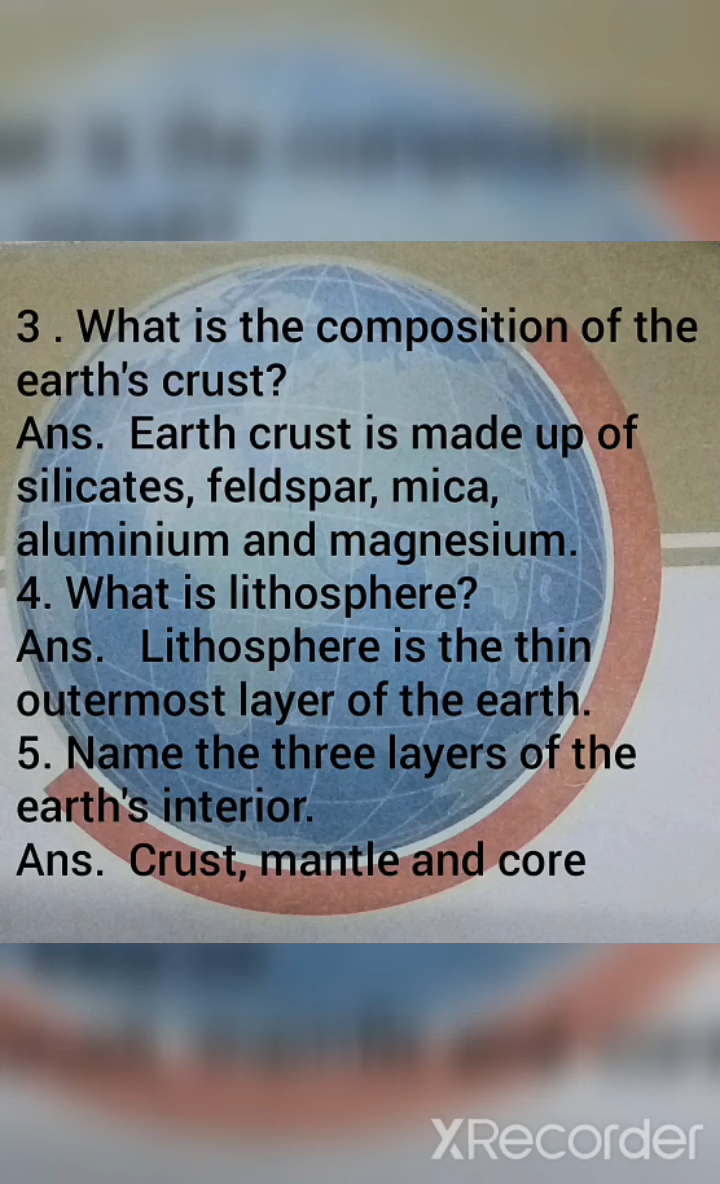 3 . What is the composition of the
earth's crust?
Ans.  Earth crust is made up of
silicates, feldspar, mica,
aluminium and magnesium.
4. What is lithosphere?
Ans.   Lithosphere is the thin
outermost layer of the earth.
5. Name the three layers of the
earth's interior.
Ans.  Crust, mantle and core
XRecorder